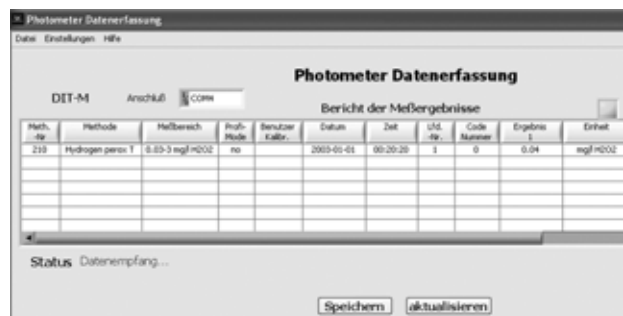 Photometer Datenerfassung
Datei Einstellungen Hilfe
Photometer Datenerfassung
DIT-M Anschluß COM4
Bericht der Meßergebnisse
Meth. -Nr Methode Meßbereich Profi-Mode Benutzer Kalibr. Datum Zeit Lfd. -Nr. Code Nummer Ergebnis 1 Einheit
210 Hydrogen perox T 0.03-3 mg/l H2O2 no 2003-01-01 00:20:20 1 0 0.04 mg/l H2O2
Status Datenempfang...
Speichern aktualisieren